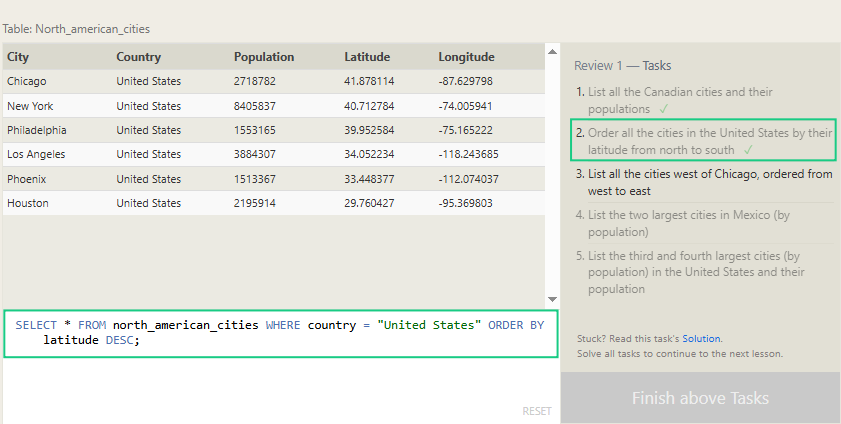 Table: North_american_cities
City Country Population Latitude Longitude
Chicago United States 2718782 41.878114 -87.629798
New York United States 8405837 40.712784 -74.005941
Philadelphia United States 1553165 39.952584 -75.165222
Los Angeles United States 3884307 34.052234 -118.243685
Phoenix United States 1513367 33.448377 -112.074037
Houston United States 2195914 29.760427 -95.369803
SELECT * FROM north_american_cities WHERE country = "United States" ORDER BY
latitude DESC;
RESET
Review 1 — Tasks
1. List all the Canadian cities and their
populations ✓
2. Order all the cities in the United States by their
latitude from north to south ✓
3. List all the cities west of Chicago, ordered from
west to east
4. List the two largest cities in Mexico (by
population)
5. List the third and fourth largest cities (by
population) in the United States and their
population
Stuck? Read this task's Solution.
Solve all tasks to continue to the next lesson.
Finish above Tasks